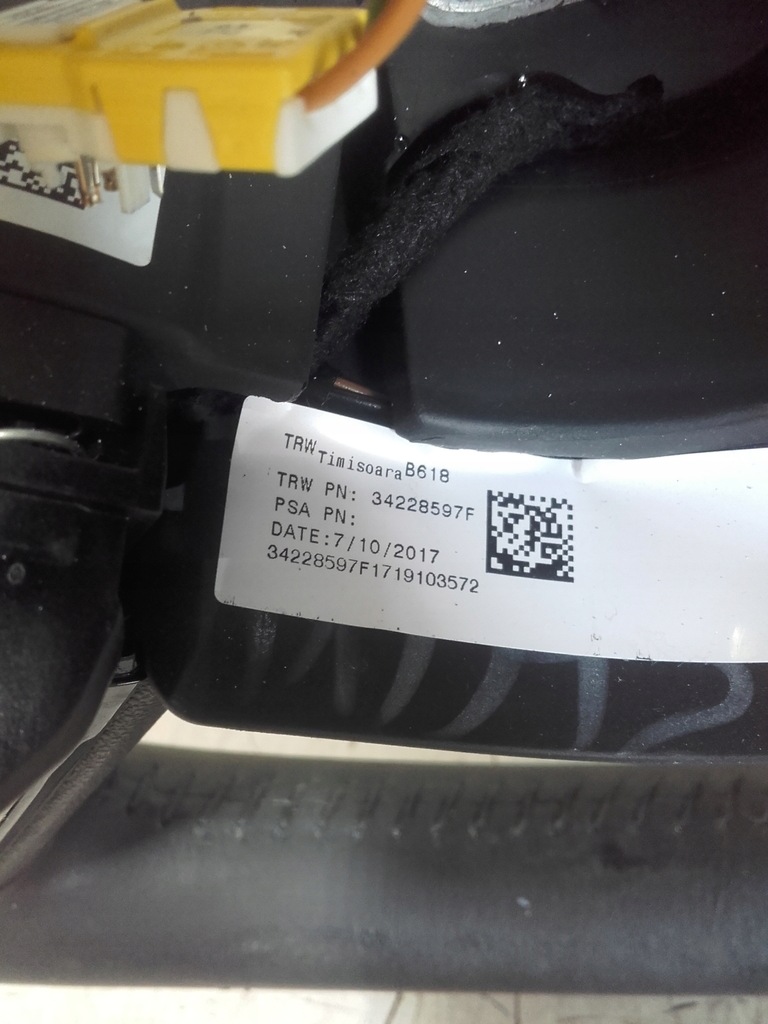 TRW Timisoara B618
TRW PN: 34228597F
PSA PN:
DATE:7/10/2017
34228597F1719103572